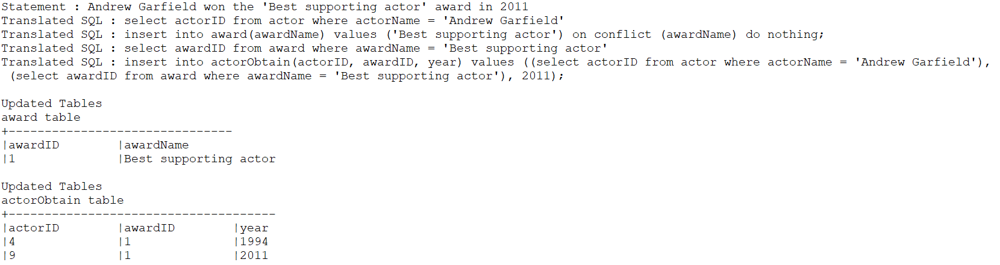 Statement : Andrew Garfield won the 'Best supporting actor' award in 2011
Translated SQL : select actorID from actor where actorName = 'Andrew Garfield'
Translated SQL : insert into award(awardName) values ('Best supporting actor') on conflict (awardName) do nothing;
Translated SQL : select awardID from award where awardName = 'Best supporting actor'
Translated SQL : insert into actorObtain(actorID, awardID, year) values ((select actorID from actor where actorName = 'Andrew Garfield'),
 (select awardID from award where awardName = 'Best supporting actor'), 2011);

Updated Tables
award table
+-------------------------------
|awardID        |awardName
|1              |Best supporting actor

Updated Tables
actorObtain table
+-------------------------------------
|actorID        |awardID        |year
|4              |1              |1994
|9              |1              |2011